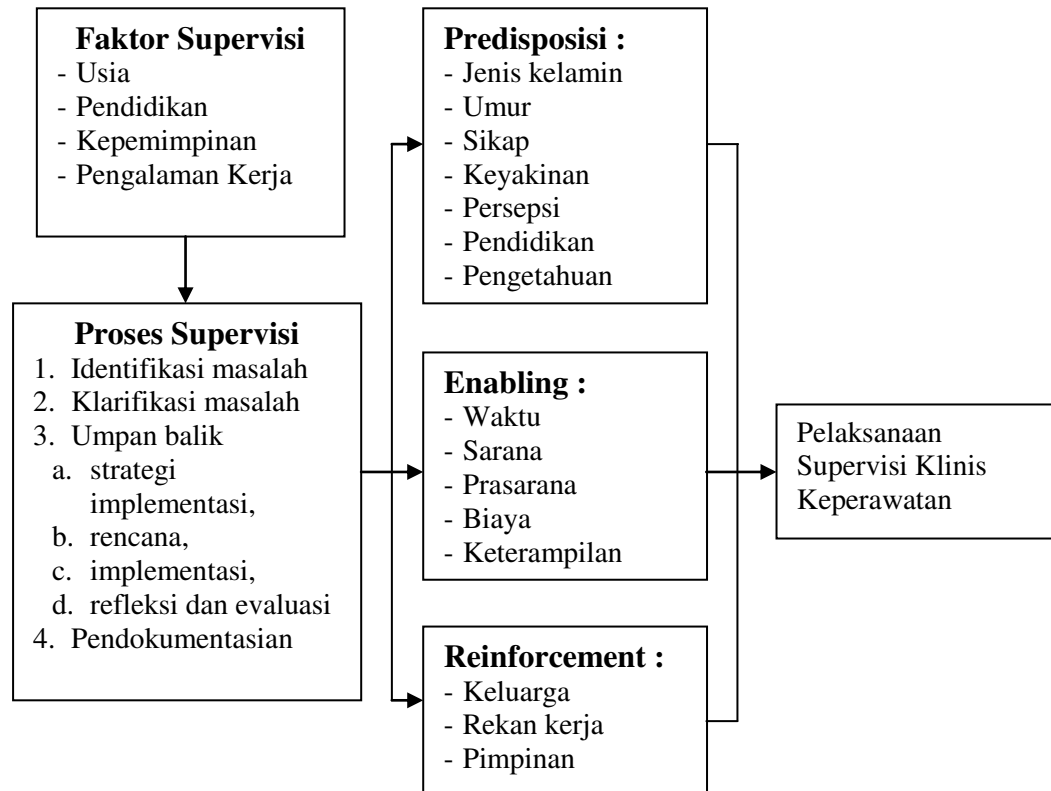 Faktor Supervisi
- Usia
- Pendidikan
- Kepemimpinan
- Pengalaman Kerja
Proses Supervisi
1. Identifikasi masalah
2. Klarifikasi masalah
3. Umpan balik
a. strategi
implementasi,
b. rencana,
c. implementasi,
d. refleksi dan evaluasi
4. Pendokumentasian
Predisposisi :
- Jenis kelamin
- Umur
- Sikap
- Keyakinan
- Persepsi
- Pendidikan
- Pengetahuan
Enabling :
- Waktu
- Sarana
- Prasarana
- Biaya
- Keterampilan
Reinforcement :
- Keluarga
- Rekan kerja
- Pimpinan
Pelaksanaan
Supervisi Klinis
Keperawatan